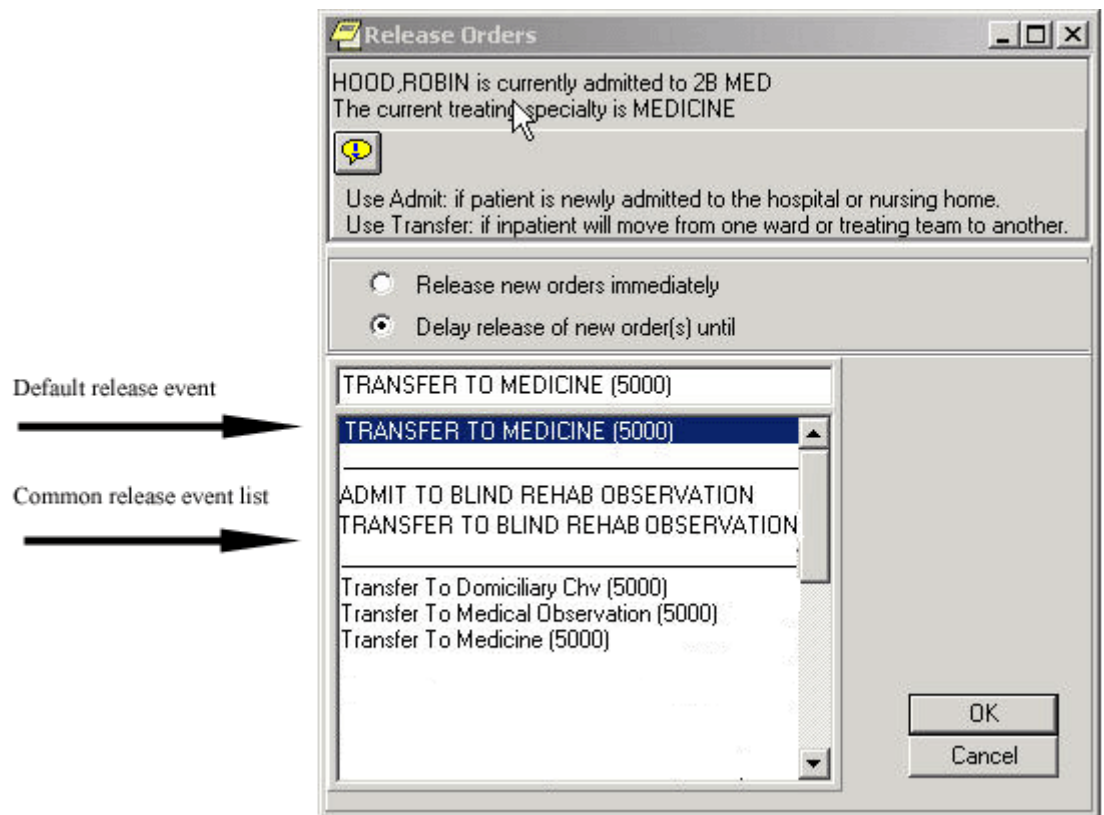 Release Orders
HOOD,ROBIN is currently admitted to 2B MED
The current treating specialty is MEDICINE
Use Admit: if patient is newly admitted to the hospital or nursing home.
Use Transfer: if inpatient will move from one ward or treating team to another.
Release new orders immediately
Delay release of new order(s) until
TRANSFER TO MEDICINE (5000)
Default release event
TRANSFER TO MEDICINE (5000)
Common release event list
ADMIT TO BLIND REHAB OBSERVATION
TRANSFER TO BLIND REHAB OBSERVATION
Transfer To Domiciliary Chv (5000)
Transfer To Medical Observation (5000)
Transfer To Medicine (5000)
OK
Cancel